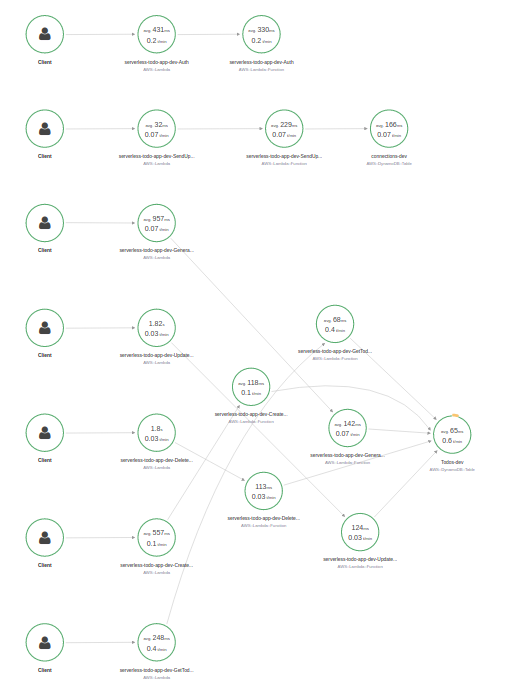 avg. 431ms
0.2 t/min
avg. 330ms
0.2 t/min
Client
serverless-todo-app-dev-Auth
AWS::Lambda
serverless-todo-app-dev-Auth
AWS::Lambda::Function
avg. 32ms
0.07 t/min
avg. 229ms
0.07 t/min
avg. 166ms
0.07 t/min
Client
serverless-todo-app-dev-SendUp...
AWS::Lambda
serverless-todo-app-dev-SendUp...
AWS::Lambda::Function
connections-dev
AWS::DynamoDB::Table
avg. 957ms
0.07 t/min
Client
serverless-todo-app-dev-Genera...
AWS::Lambda
1.82s
0.03 t/min
Client
serverless-todo-app-dev-Update...
AWS::Lambda
avg. 68ms
0.4 t/min
serverless-todo-app-dev-GetTod...
AWS::Lambda::Function
avg. 118ms
0.1 t/min
serverless-todo-app-dev-Create...
AWS::Lambda::Function
1.8s
0.03 t/min
Client
serverless-todo-app-dev-Delete...
AWS::Lambda
avg. 142ms
0.07 t/min
serverless-todo-app-dev-Genera...
AWS::Lambda::Function
avg. 65ms
0.6 t/min
Todos-dev
AWS::DynamoDB::Table
113ms
0.03 t/min
serverless-todo-app-dev-Delete...
AWS::Lambda::Function
124ms
0.03 t/min
serverless-todo-app-dev-Update...
AWS::Lambda::Function
avg. 557ms
0.1 t/min
Client
serverless-todo-app-dev-Create...
AWS::Lambda
avg. 248ms
0.4 t/min
Client
serverless-todo-app-dev-GetTod...
AWS::Lambda